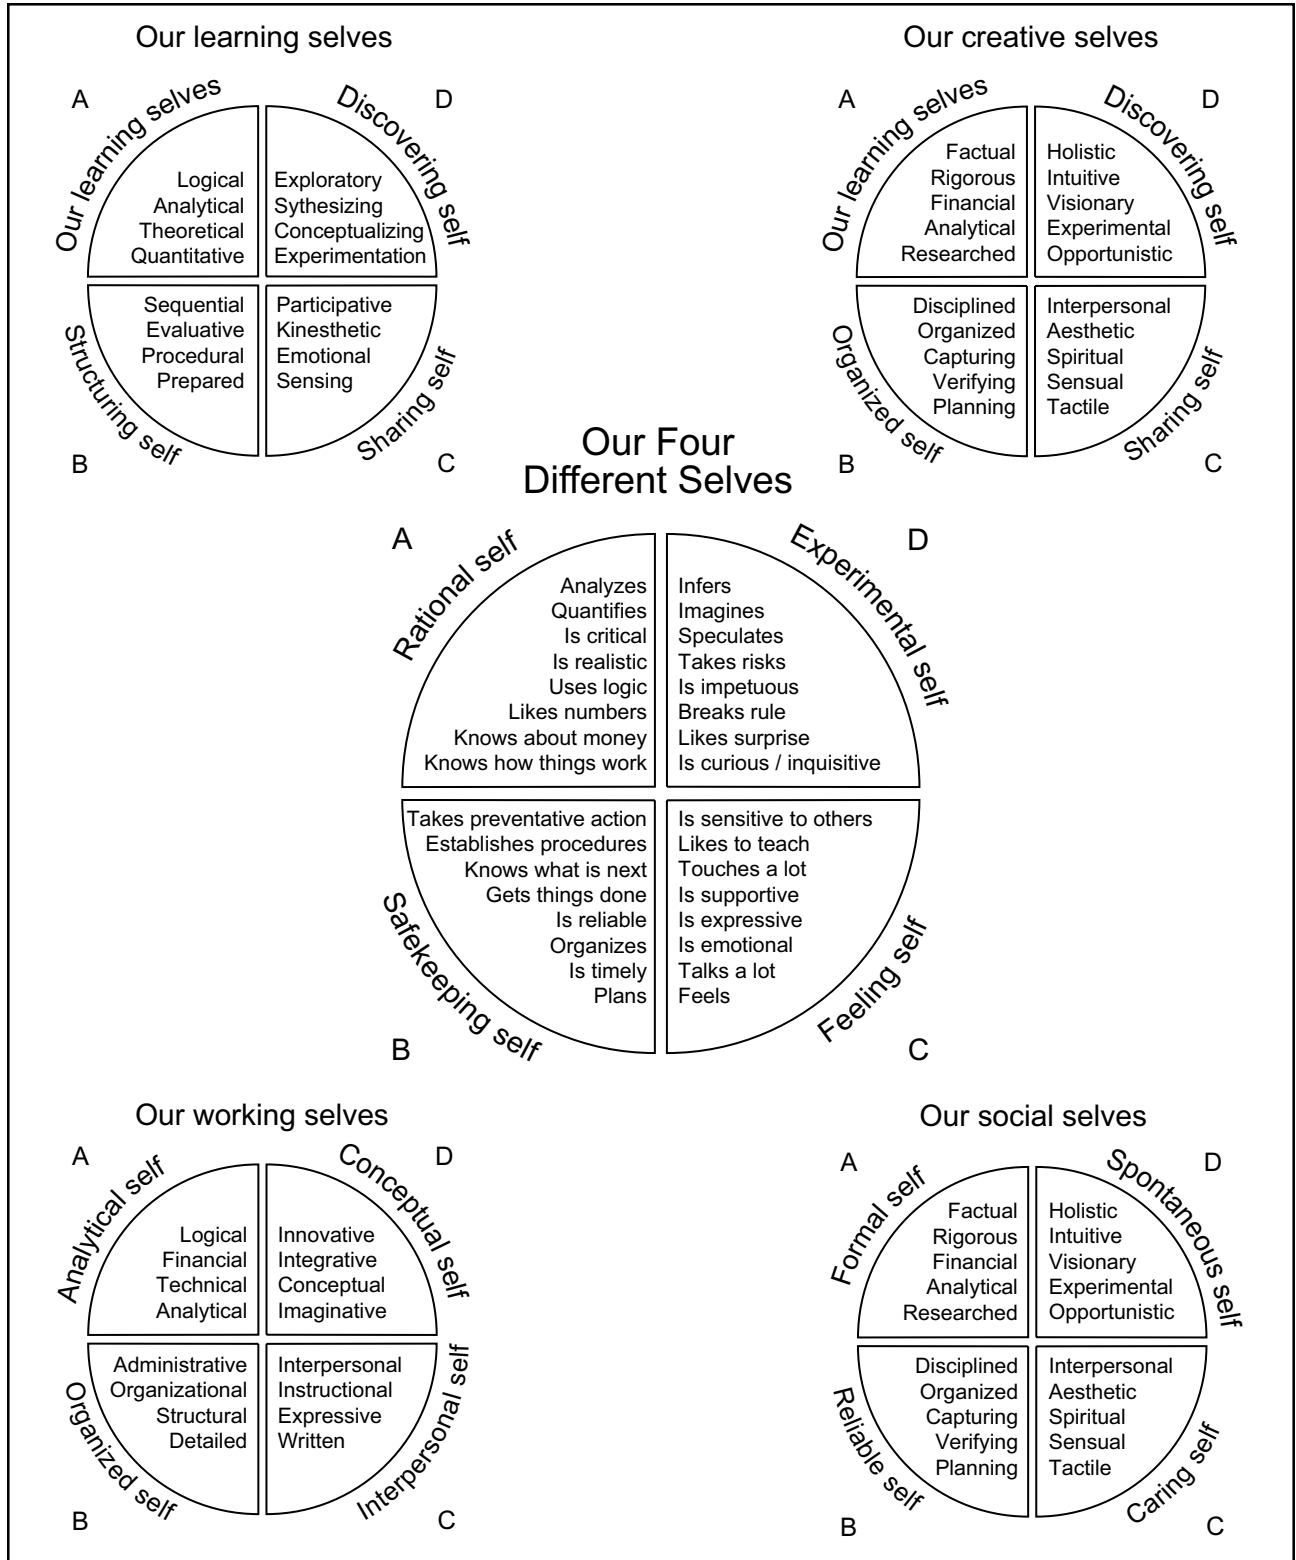 Our learning selves
A
Our learning selves
Logical
Analytical
Theoretical
Quantitative
D
Discovering self
Exploratory
Sythesizing
Conceptualizing
Experimentation
Sequential
Evaluative
Procedural
Prepared
Structuring self
B
Participative
Kinesthetic
Emotional
Sensing
Sharing self
C
Our creative selves
A
Our learning selves
Factual
Rigorous
Financial
Analytical
Researched
D
Discovering self
Holistic
Intuitive
Visionary
Experimental
Opportunistic
Disciplined
Organized
Capturing
Verifying
Planning
Organized self
B
Interpersonal
Aesthetic
Spiritual
Sensual
Tactile
Sharing self
C
Our Four
Different Selves
A
Rational self
Analyzes
Quantifies
Is critical
Is realistic
Uses logic
Likes numbers
Knows about money
Knows how things work
D
Experimental self
Infers
Imagines
Speculates
Takes risks
Is impetuous
Breaks rule
Likes surprise
Is curious / inquisitive
Takes preventative action
Establishes procedures
Knows what is next
Gets things done
Is reliable
Organizes
Is timely
Plans
Safekeeping self
B
Is sensitive to others
Likes to teach
Touches a lot
Is supportive
Is expressive
Is emotional
Talks a lot
Feels
Feeling self
C
Our working selves
A
Analytical self
Logical
Financial
Technical
Analytical
D
Conceptual self
Innovative
Integrative
Conceptual
Imaginative
Administrative
Organizational
Structural
Detailed
Organized self
B
Interpersonal
Instructional
Expressive
Written
Interpersonal self
C
Our social selves
A
Formal self
Factual
Rigorous
Financial
Analytical
Researched
D
Spontaneous self
Holistic
Intuitive
Visionary
Experimental
Opportunistic
Disciplined
Organized
Capturing
Verifying
Planning
Reliable self
B
Interpersonal
Aesthetic
Spiritual
Sensual
Tactile
Caring self
C